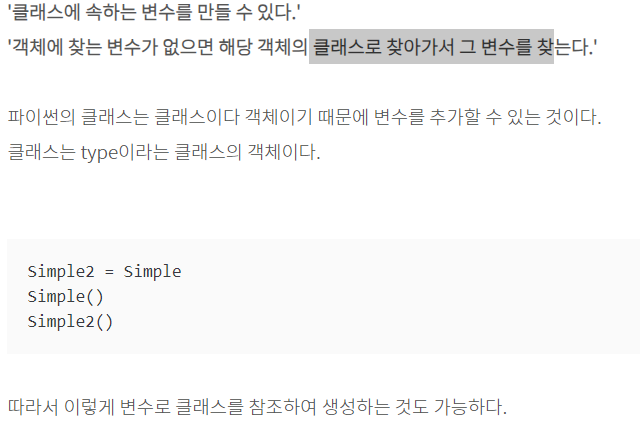 '클래스에 속하는 변수를 만들 수 있다.'
'객체에 찾는 변수가 없으면 해당 객체의 클래스로 찾아가서 그 변수를 찾는다.'
파이썬의 클래스는 클래스이다 객체이기 때문에 변수를 추가할 수 있는 것이다.
클래스는 type이라는 클래스의 객체이다.
Simple2 = Simple
Simple()
Simple2()
따라서 이렇게 변수로 클래스를 참조하여 생성하는 것도 가능하다.